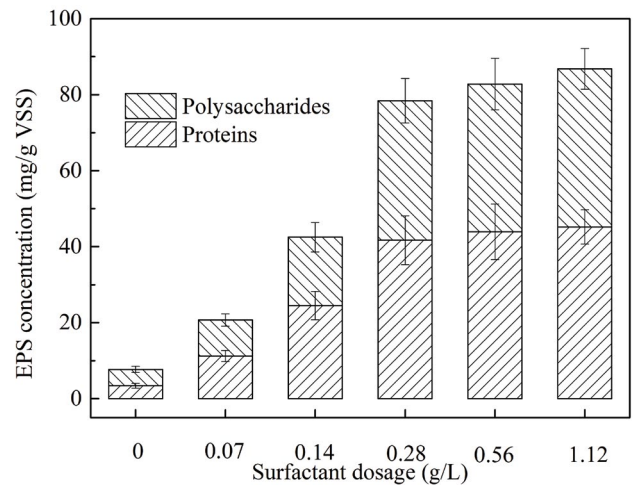 100
80
60
40
20
0
EPS concentration (mg/g VSS)
Polysaccharides
Proteins
0 0.07 0.14 0.28 0.56 1.12
Surfactant dosage (g/L)